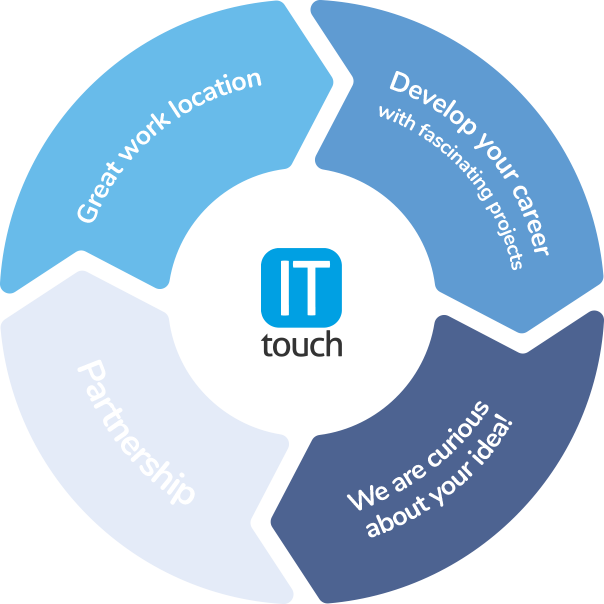 Great work location
Develop your career
with fascinating projects
IT
touch
Partnership
We are curious
about your idea!